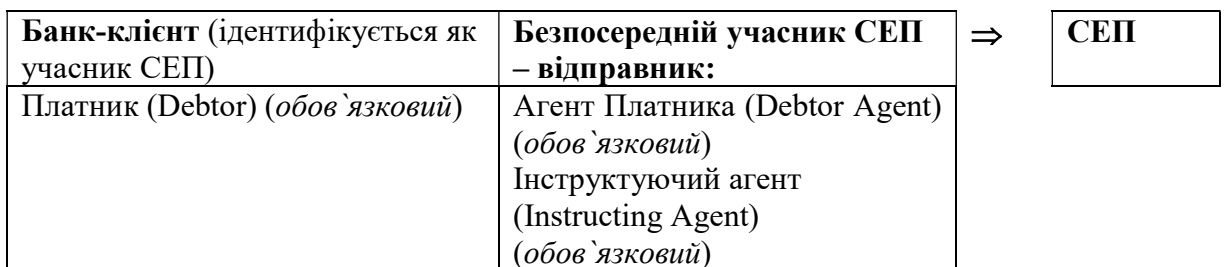 Банк-клієнт (ідентифікується як
учасник СЕП)
Безпосередній учасник СЕП
– відправник:
⇒
СЕП
Платник (Debtor) (обов`язковий)
Агент Платника (Debtor Agent)
(обов`язковий)
Інструктуючий агент
(Instructing Agent)
(обов`язковий)